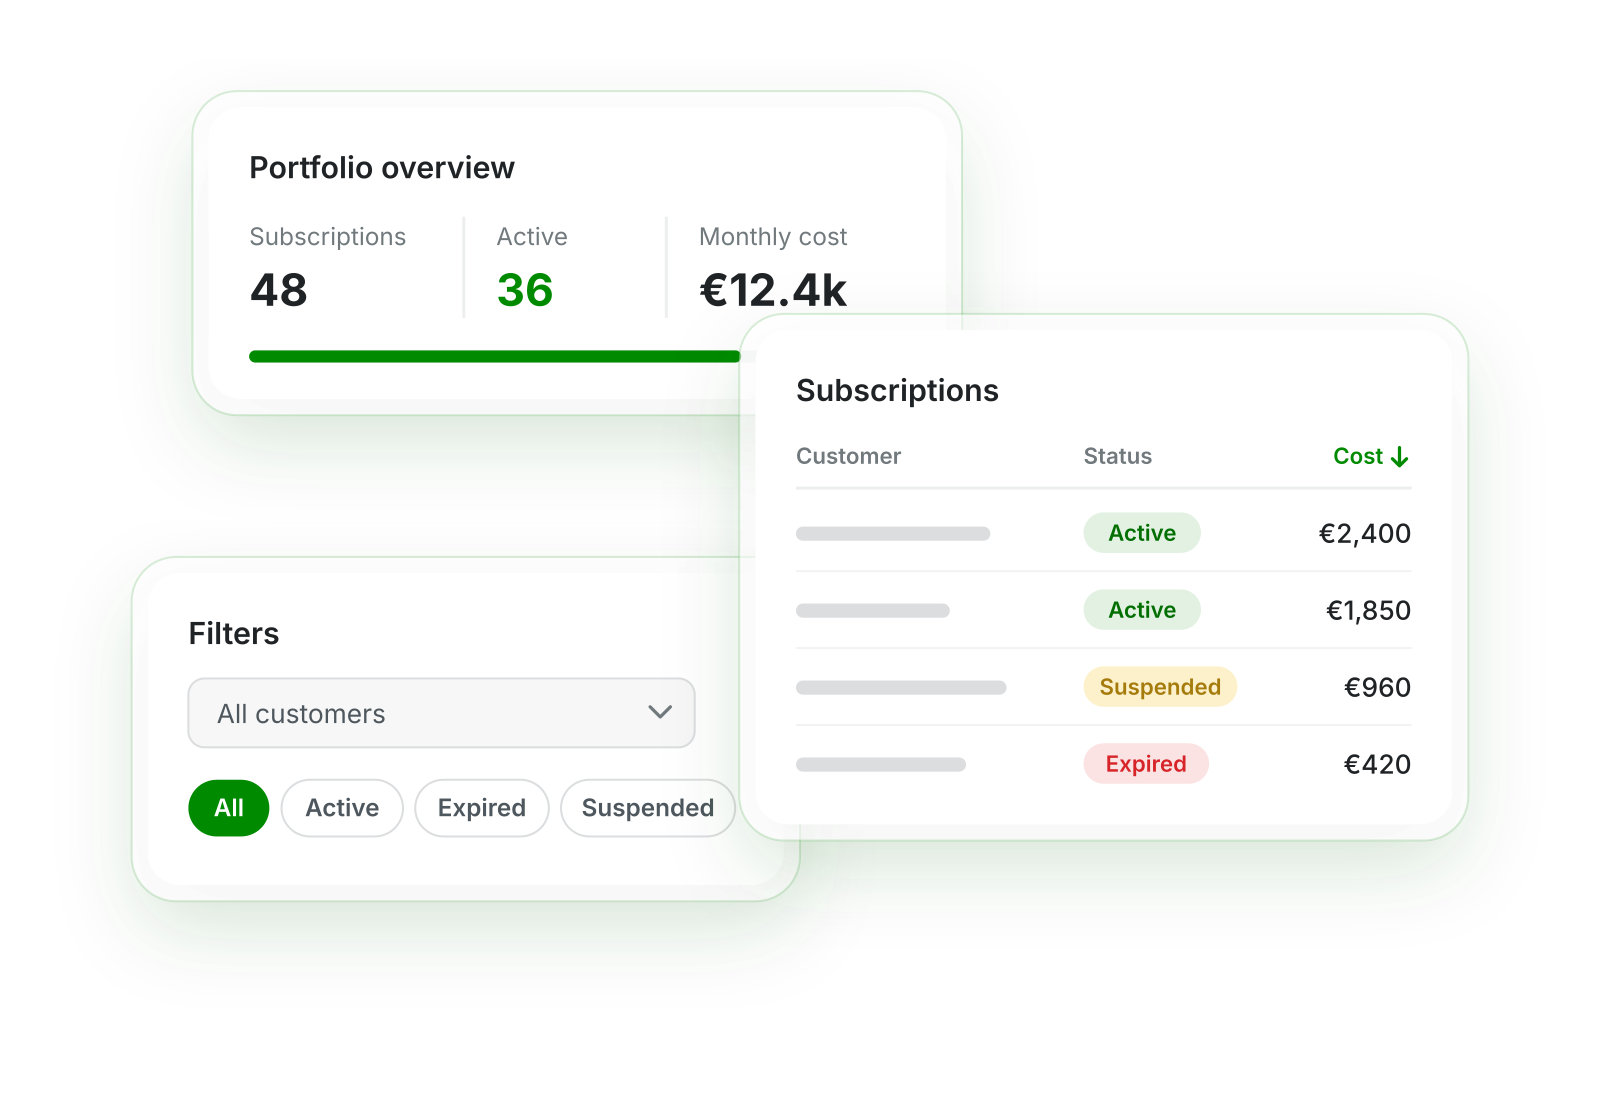 Portfolio overview
Subscriptions Active Monthly cost
48 36 €12.4k
Subscriptions
Customer Status Cost ↓
Active €2,400
Active €1,850
Suspended €960
Expired €420
Filters
All customers
All Active Expired Suspended